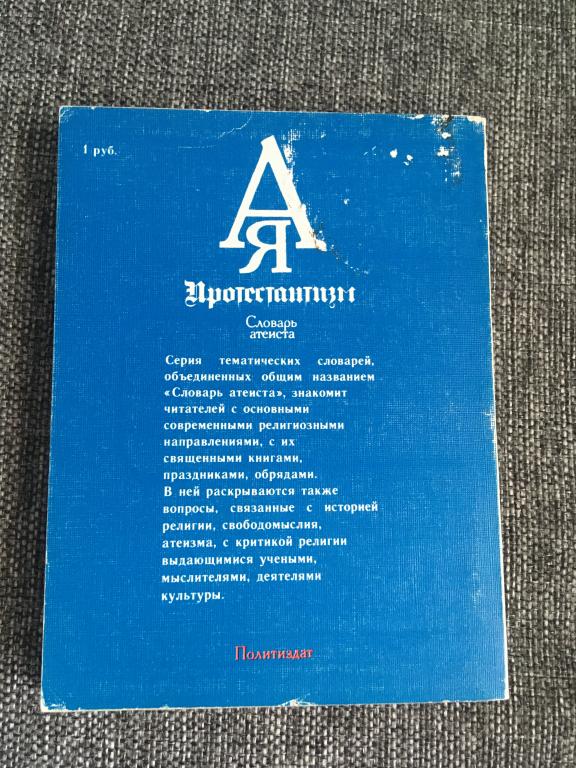 1 руб.
А
Я
Протестантизм
Словарь
атеиста
Серия тематических словарей,
объединенных общим названием
«Словарь атеиста», знакомит
читателей с основными
современными религиозными
направлениями, с их
священными книгами,
праздниками, обрядами.
В ней раскрываются также
вопросы, связанные с историей
религии, свободомыслия,
атеизма, с критикой религии
выдающимися учеными,
мыслителями, деятелями
культуры.
Политиздат